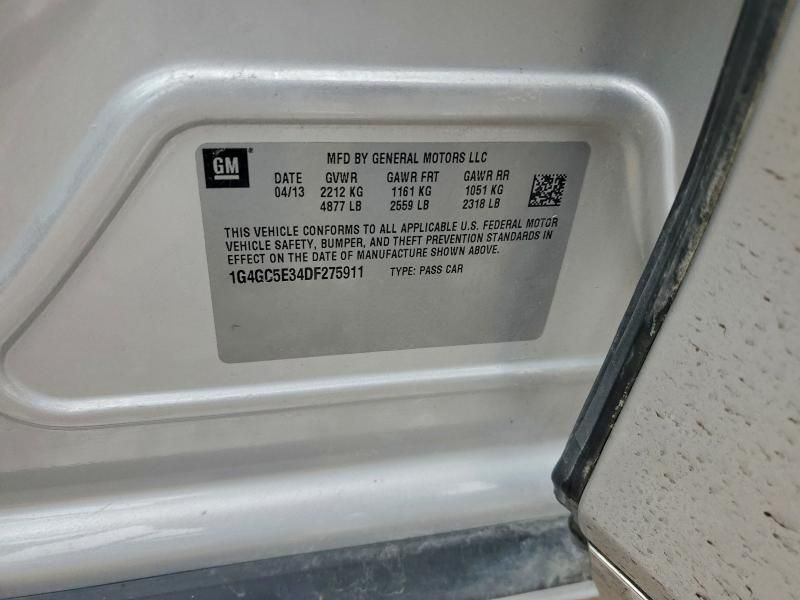 GM®
MFD BY GENERAL MOTORS LLC
DATE GVWR GAWR FRT GAWR RR
04/13 2212 KG 1161 KG 1051 KG
4877 LB 2559 LB 2318 LB
THIS VEHICLE CONFORMS TO ALL APPLICABLE U.S. FEDERAL MOTOR
VEHICLE SAFETY, BUMPER, AND THEFT PREVENTION STANDARDS IN
EFFECT ON THE DATE OF MANUFACTURE SHOWN ABOVE.
1G4GC5E34DF275911 TYPE: PASS CAR